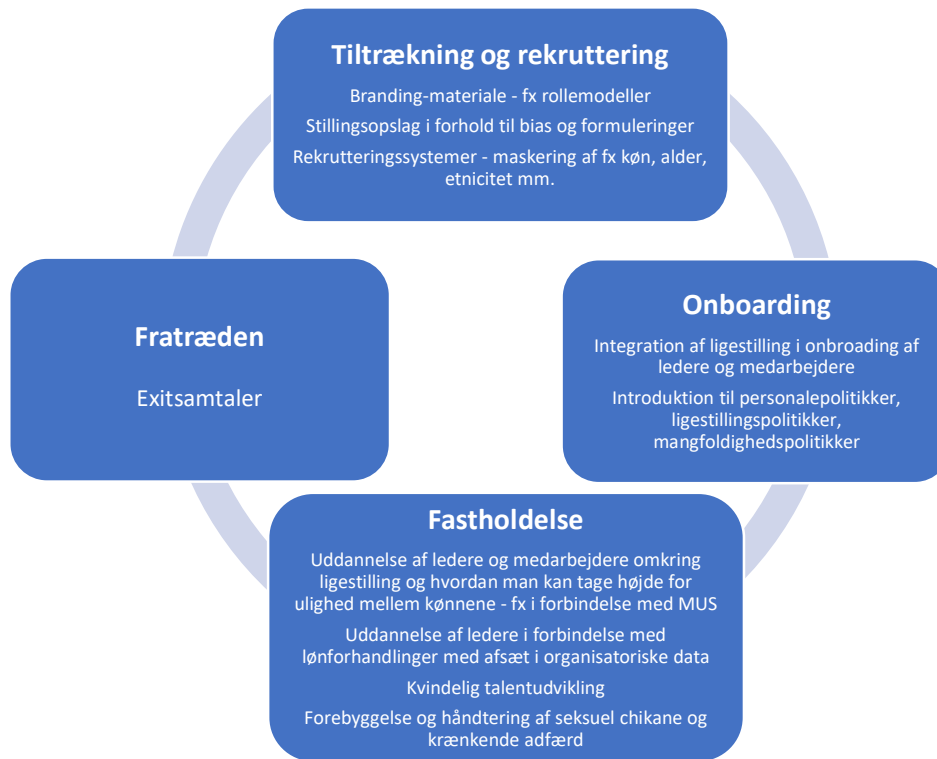 Tiltrækning og rekruttering
Branding-materiale - fx rollemodeller
Stillingsopslag i forhold til bias og formuleringer
Rekrutteringssystemer - maskering af fx køn, alder,
etnicitet mm.
Onboarding
Integration af ligestilling i onbroading af
ledere og medarbejdere
Introduktion til personalepolitikker,
ligestillingspolitikker,
mangfoldighedspolitikker
Fastholdelse
Uddannelse af ledere og medarbejdere omkring
ligestilling og hvordan man kan tage højde for
ulighed mellem kønnene - fx i forbindelse med MUS
Uddannelse af ledere i forbindelse med
lønforhandlinger med afsæt i organisatoriske data
Kvindelig talentudvikling
Forebyggelse og håndtering af seksuel chikane og
krænkende adfærd
Fratræden
Exitsamtaler